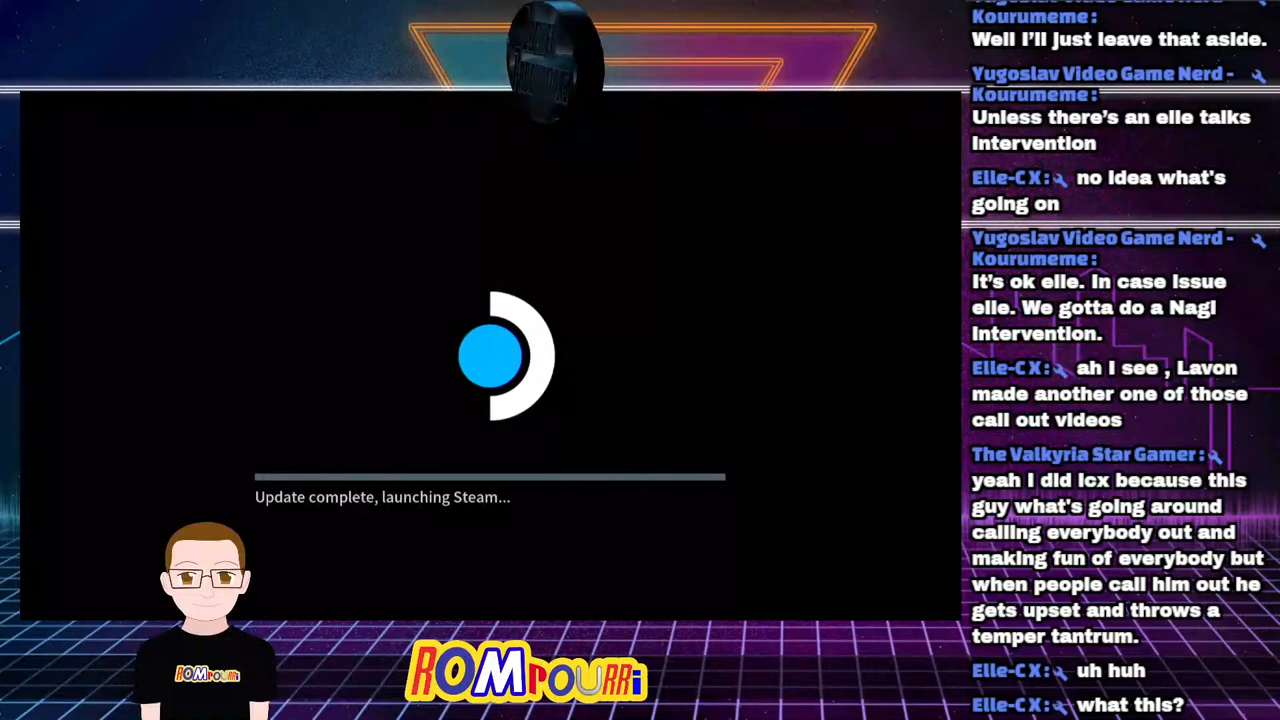 Kourumeme:
Well I'll just leave that aside.
Yugoslav Video Game Nerd -
Kourumeme:
Unless there's an elle talks
intervention
Elle-CX: no idea what's
going on
Yugoslav Video Game Nerd -
Kourumeme:
It's ok elle. In case issue
elle. We gotta do a Nagi
Intervention.
Elle-CX: ah I see , Lavon
made another one of those
call out videos
The Valkyria Star Gamer:
yeah I did lcx because this
guy what's going around
calling everybody out and
making fun of everybody but
when people call him out he
gets upset and throws a
temper tantrum.
Elle-CX: uh huh
Elle-CX: what this?
Update complete, launching Steam...
ROMPOURRi
ROMPOURRi